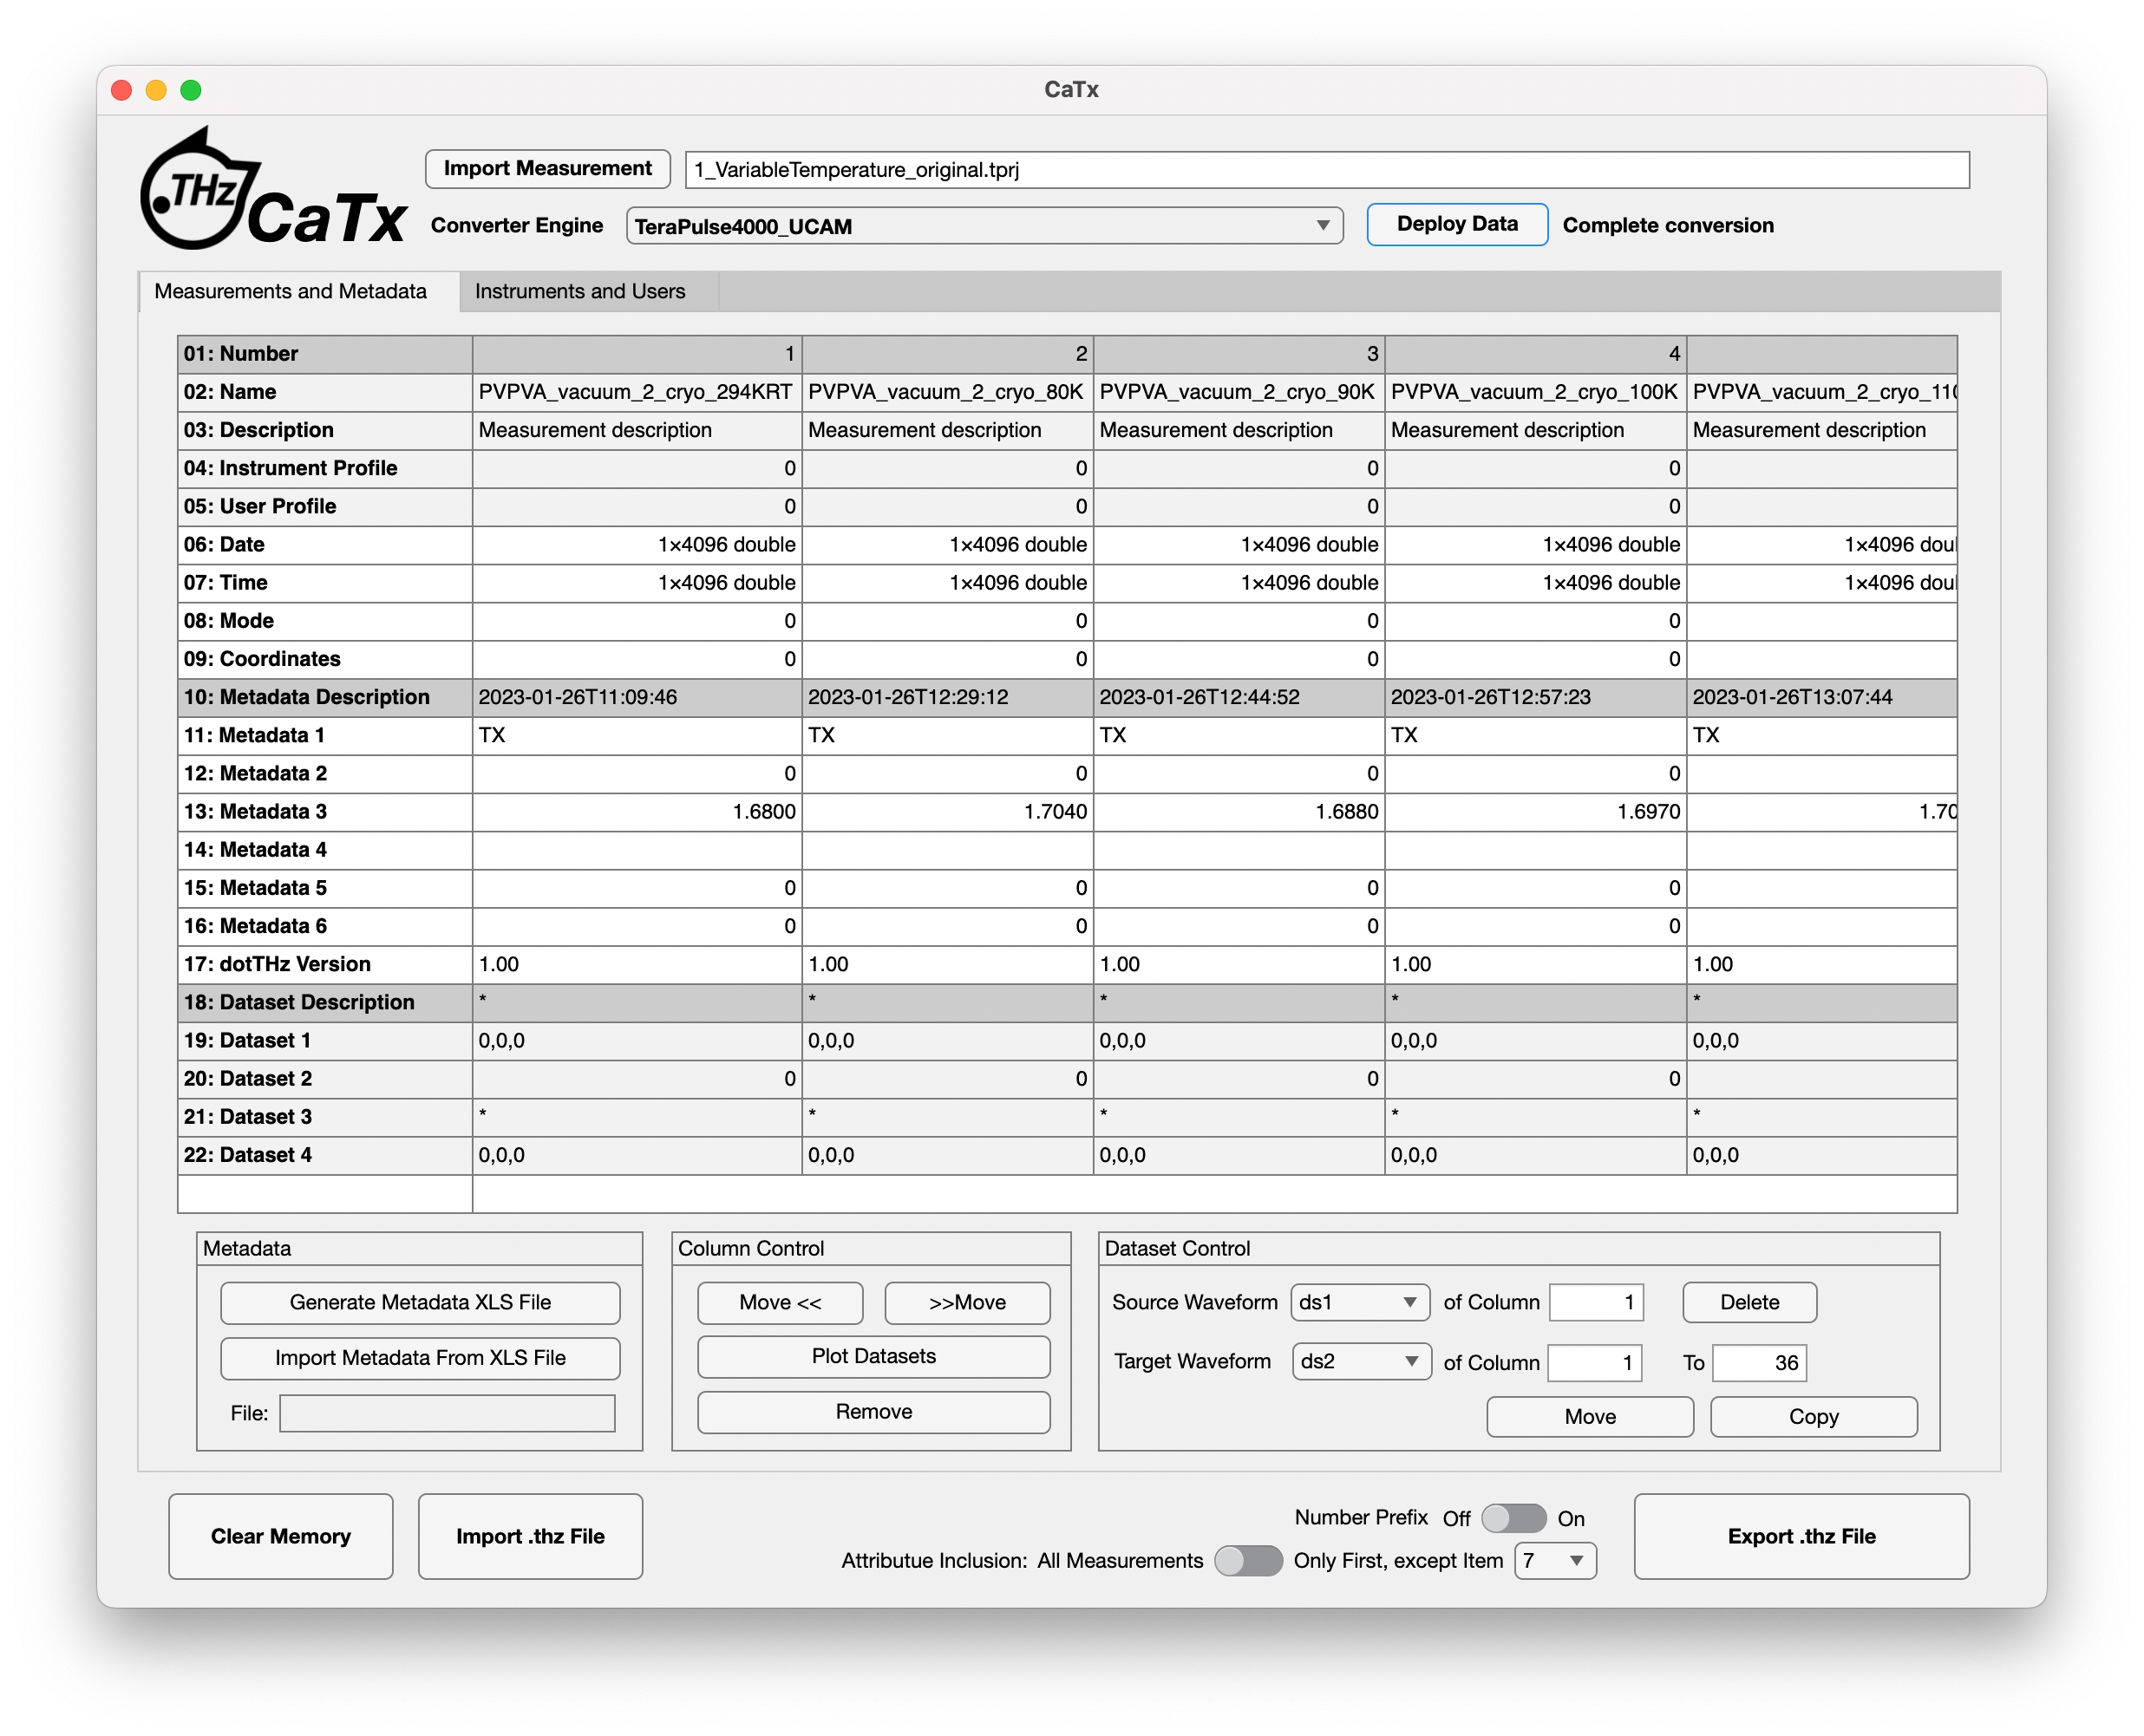 CaTx
.THz
CaTx
Import Measurement 1_VariableTemperature_original.tprj
Converter Engine TeraPulse4000_UCAM Deploy Data Complete conversion
Measurements and Metadata Instruments and Users
01: Number 1 2 3 4
02: Name PVPVA_vacuum_2_cryo_294KRT PVPVA_vacuum_2_cryo_80K PVPVA_vacuum_2_cryo_90K PVPVA_vacuum_2_cryo_100K PVPVA_vacuum_2_cryo_110
03: Description Measurement description Measurement description Measurement description Measurement description Measurement description
04: Instrument Profile 0 0 0 0
05: User Profile 0 0 0 0
06: Date 1×4096 double 1×4096 double 1×4096 double 1×4096 double 1×4096 doul
07: Time 1×4096 double 1×4096 double 1×4096 double 1×4096 double 1×4096 doul
08: Mode 0 0 0 0
09: Coordinates 0 0 0 0
10: Metadata Description 2023-01-26T11:09:46 2023-01-26T12:29:12 2023-01-26T12:44:52 2023-01-26T12:57:23 2023-01-26T13:07:44
11: Metadata 1 TX TX TX TX TX
12: Metadata 2 0 0 0 0
13: Metadata 3 1.6800 1.7040 1.6880 1.6970 1.70
14: Metadata 4
15: Metadata 5 0 0 0 0
16: Metadata 6 0 0 0 0
17: dotTHz Version 1.00 1.00 1.00 1.00 1.00
18: Dataset Description * * * * *
19: Dataset 1 0,0,0 0,0,0 0,0,0 0,0,0 0,0,0
20: Dataset 2 0 0 0 0
21: Dataset 3 * * * * *
22: Dataset 4 0,0,0 0,0,0 0,0,0 0,0,0 0,0,0
Metadata
Generate Metadata XLS File
Import Metadata From XLS File
File:
Column Control
Move << >>Move
Plot Datasets
Remove
Dataset Control
Source Waveform ds1 of Column 1 Delete
Target Waveform ds2 of Column 1 To 36
Move Copy
Clear Memory Import .thz File
Number Prefix Off On
Attributue Inclusion: All Measurements Only First, except Item 7
Export .thz File